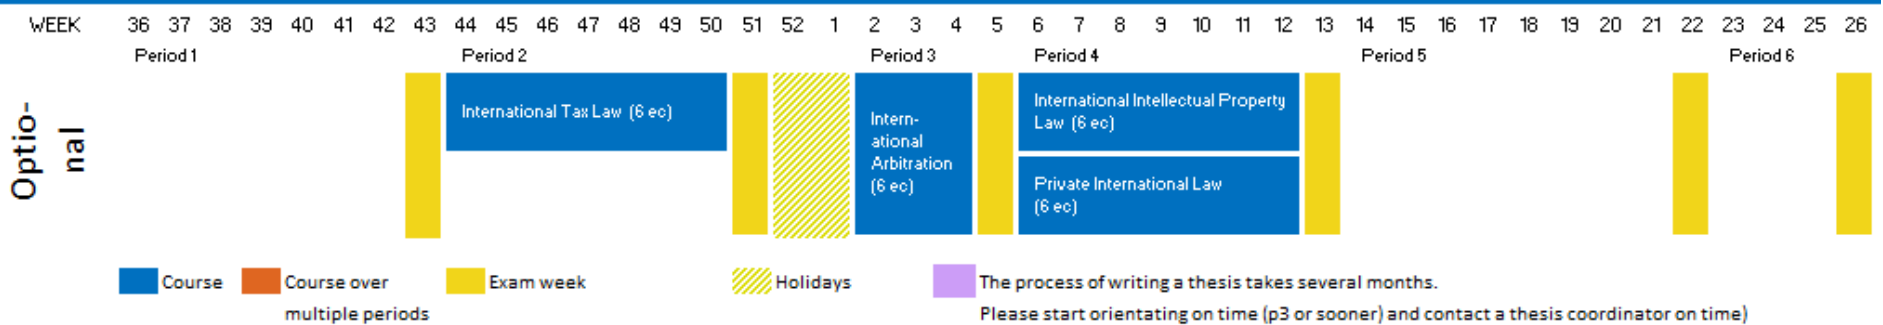 WEEK 36 37 38 39 40 41 42 43 44 45 46 47 48 49 50 51 52 1 2 3 4 5 6 7 8 9 10 11 12 13 14 15 16 17 18 19 20 21 22 23 24 25 26
Period 1 Period 2 Period 3 Period 4 Period 5 Period 6
Optio-
nal
International Tax Law (6 ec)
Intern-
ational
Arbitration
(6 ec)
International Intellectual Property
Law (6 ec)
Private International Law
(6 ec)
Course
Course over
multiple periods
Exam week
Holidays
The process of writing a thesis takes several months.
Please start orientating on time (p3 or sooner) and contact a thesis coordinator on time)